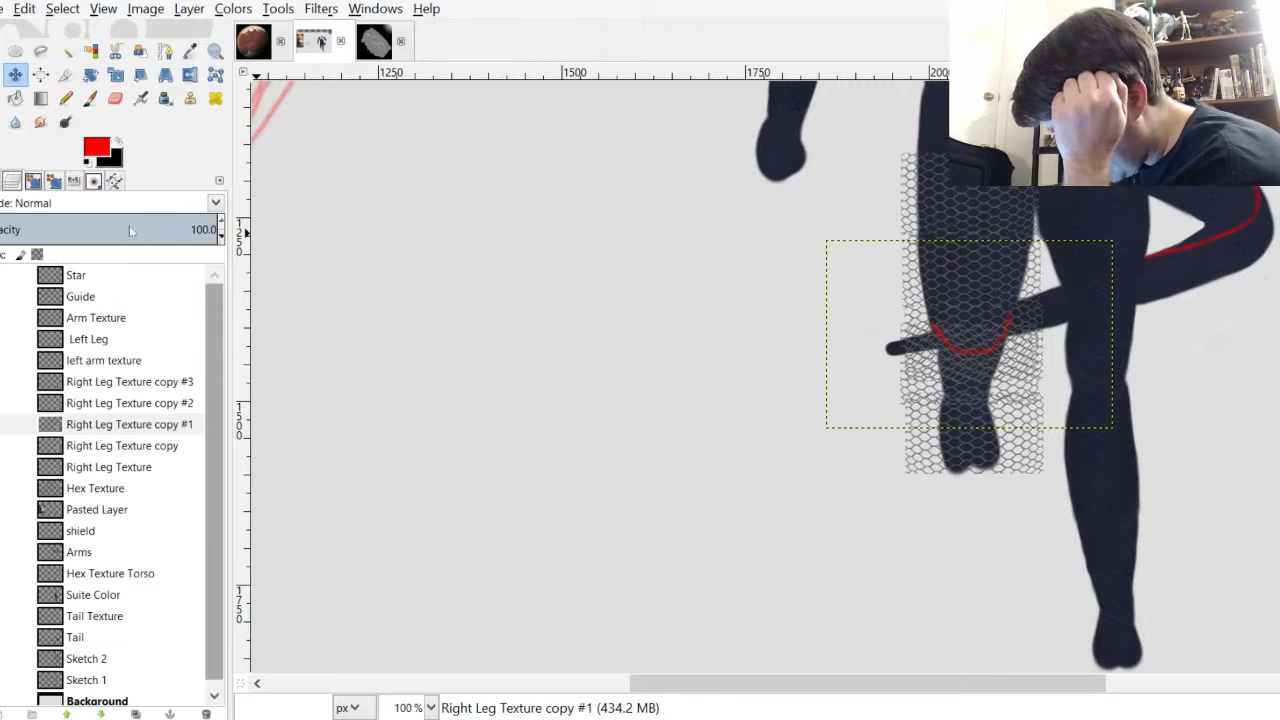 Edit Select View Image Layer Colors Tools Filters Windows Help
1250 1500 1750 2000
de: Normal
acity 100.0
Star
Guide
Arm Texture
Left Leg
left arm texture
Right Leg Texture copy #3
Right Leg Texture copy #2
Right Leg Texture copy #1
Right Leg Texture copy
Right Leg Texture
Hex Texture
Pasted Layer
shield
Arms
Hex Texture Torso
Suite Color
Tail Texture
Tail
Sketch 2
Sketch 1
Background
1250
1500
1750
px 100 % Right Leg Texture copy #1 (434.2 MB)